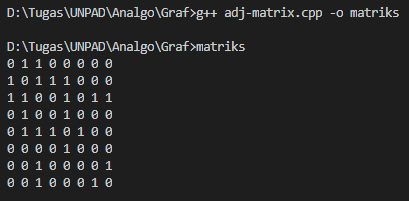 D:\Tugas\UNPAD\Analgo\Graf>g++ adj-matrix.cpp -o matriks
D:\Tugas\UNPAD\Analgo\Graf>matriks
0 1 1 0 0 0 0 0
1 0 1 1 1 0 0 0
1 1 0 0 1 0 1 1
0 1 0 0 1 0 0 0
0 1 1 1 0 1 0 0
0 0 0 0 1 0 0 0
0 0 1 0 0 0 0 1
0 0 1 0 0 0 1 0